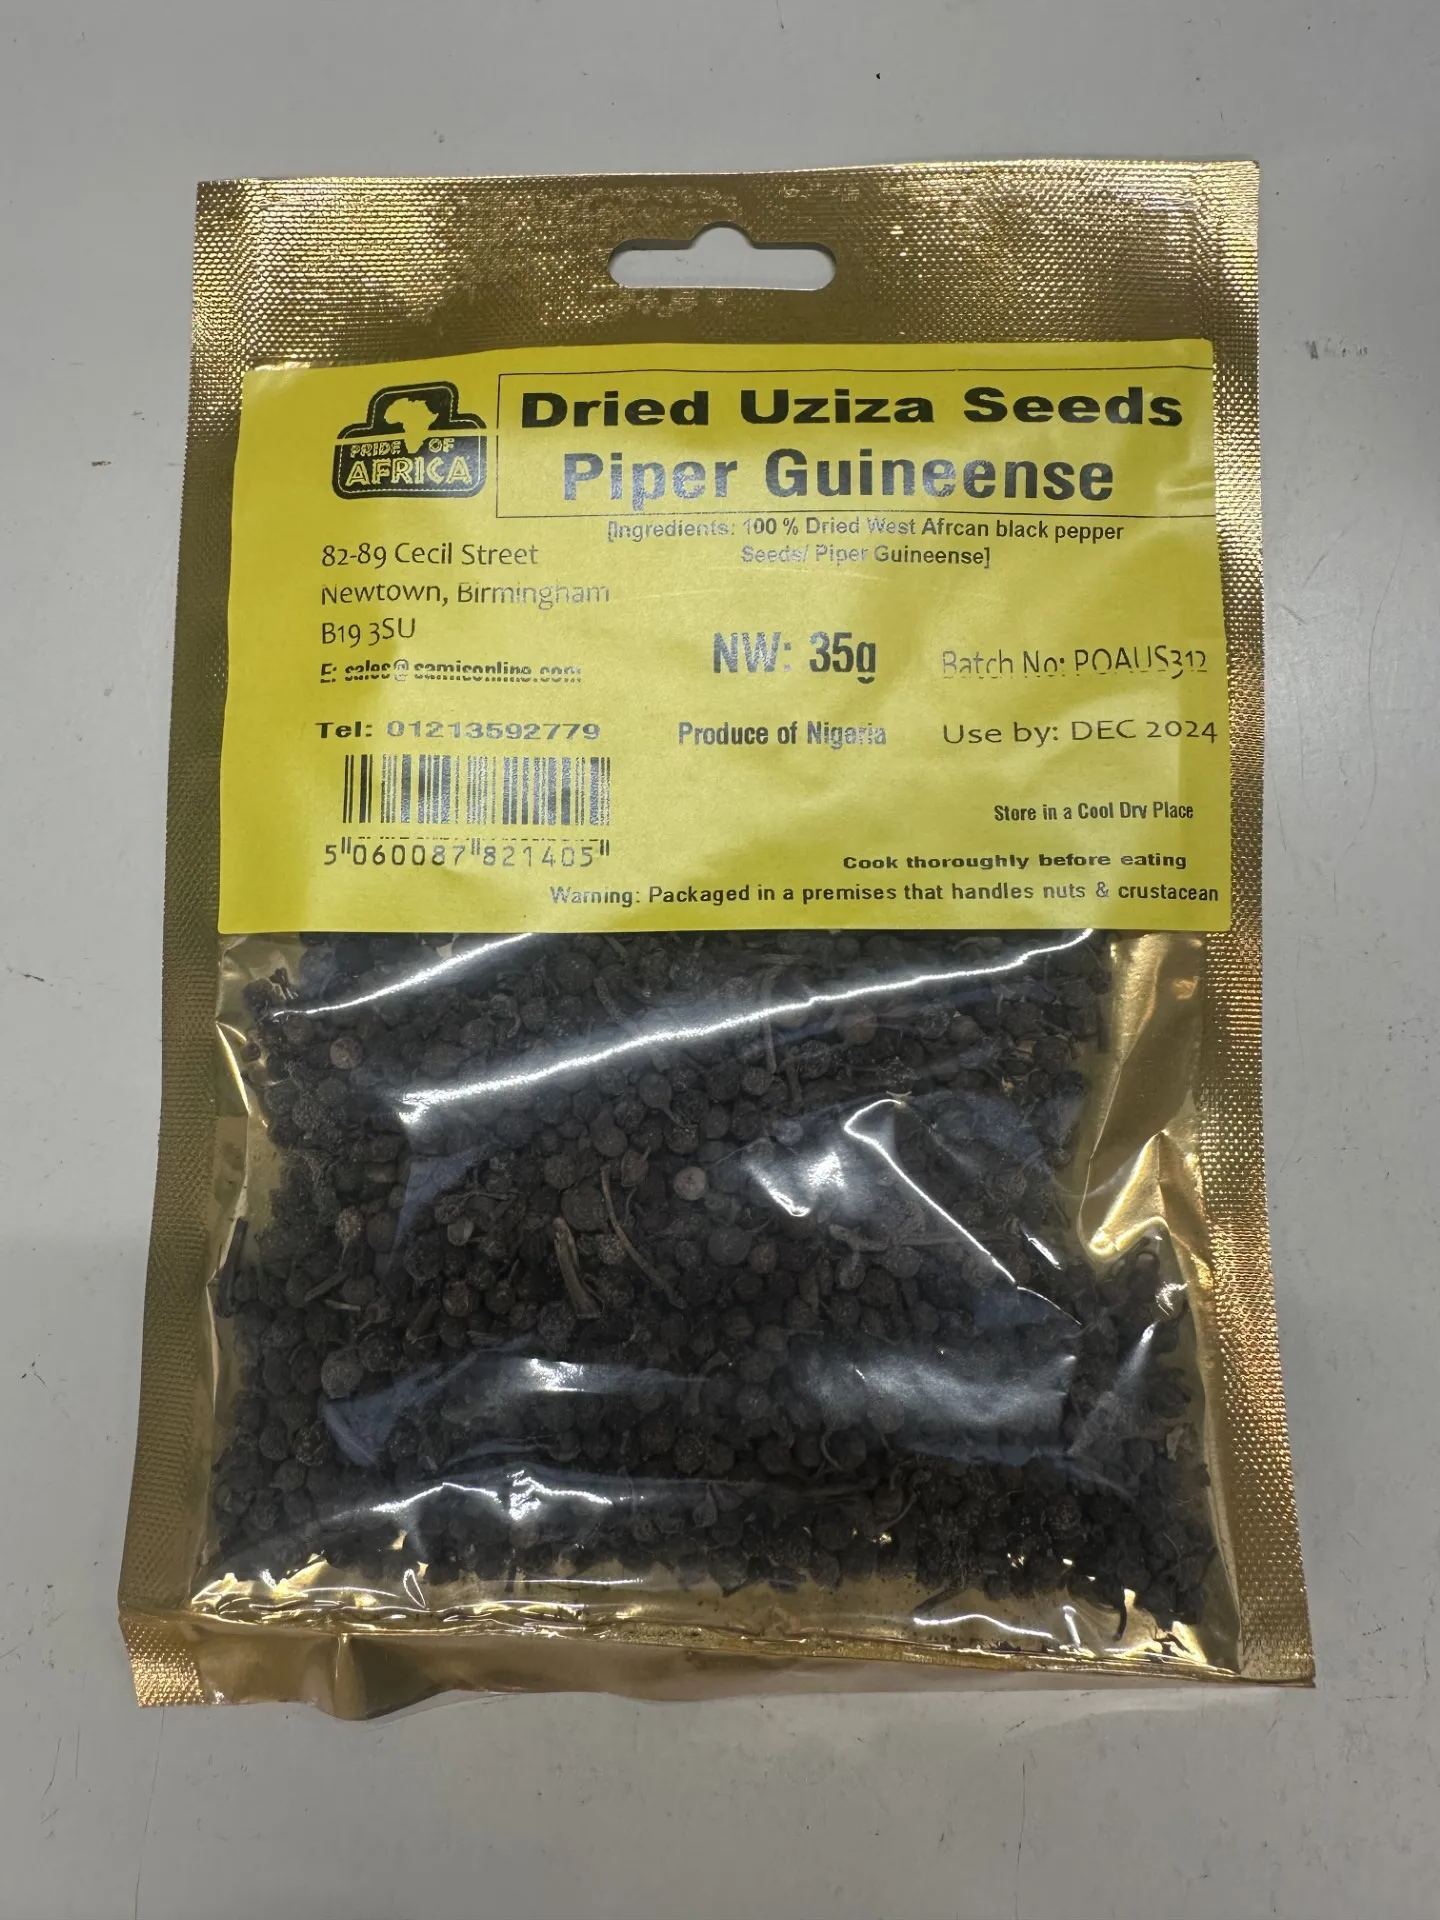 PRIDE OF
AFRICA
Dried Uziza Seeds
Piper Guineense
[Ingredients: 100 % Dried West Afrcan black pepper
Seeds/ Piper Guineense]
82-89 Cecil Street
Newtown, Birmingham
B19 3SU
E: sales@samisonline.com
Tel: 01213592779
NW: 35g
Produce of Nigeria
Batch No: POAUS312
Use by: DEC 2024
5060087821405
Store in a Cool Dry Place
Cook thoroughly before eating
Warning: Packaged in a premises that handles nuts & crustacean